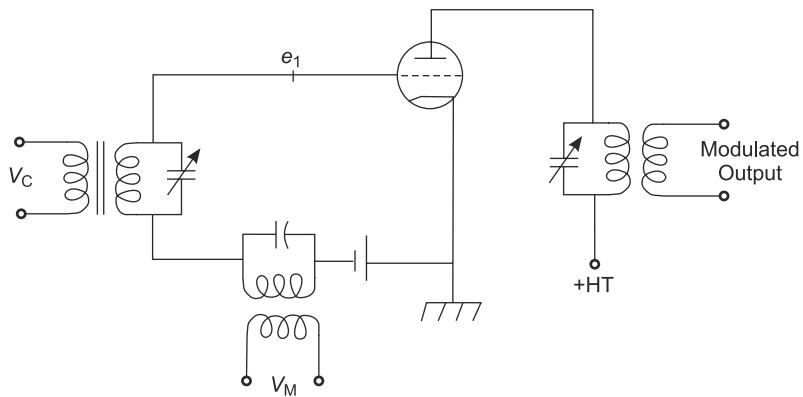 e1
VC
Modulated
Output
+HT
VM